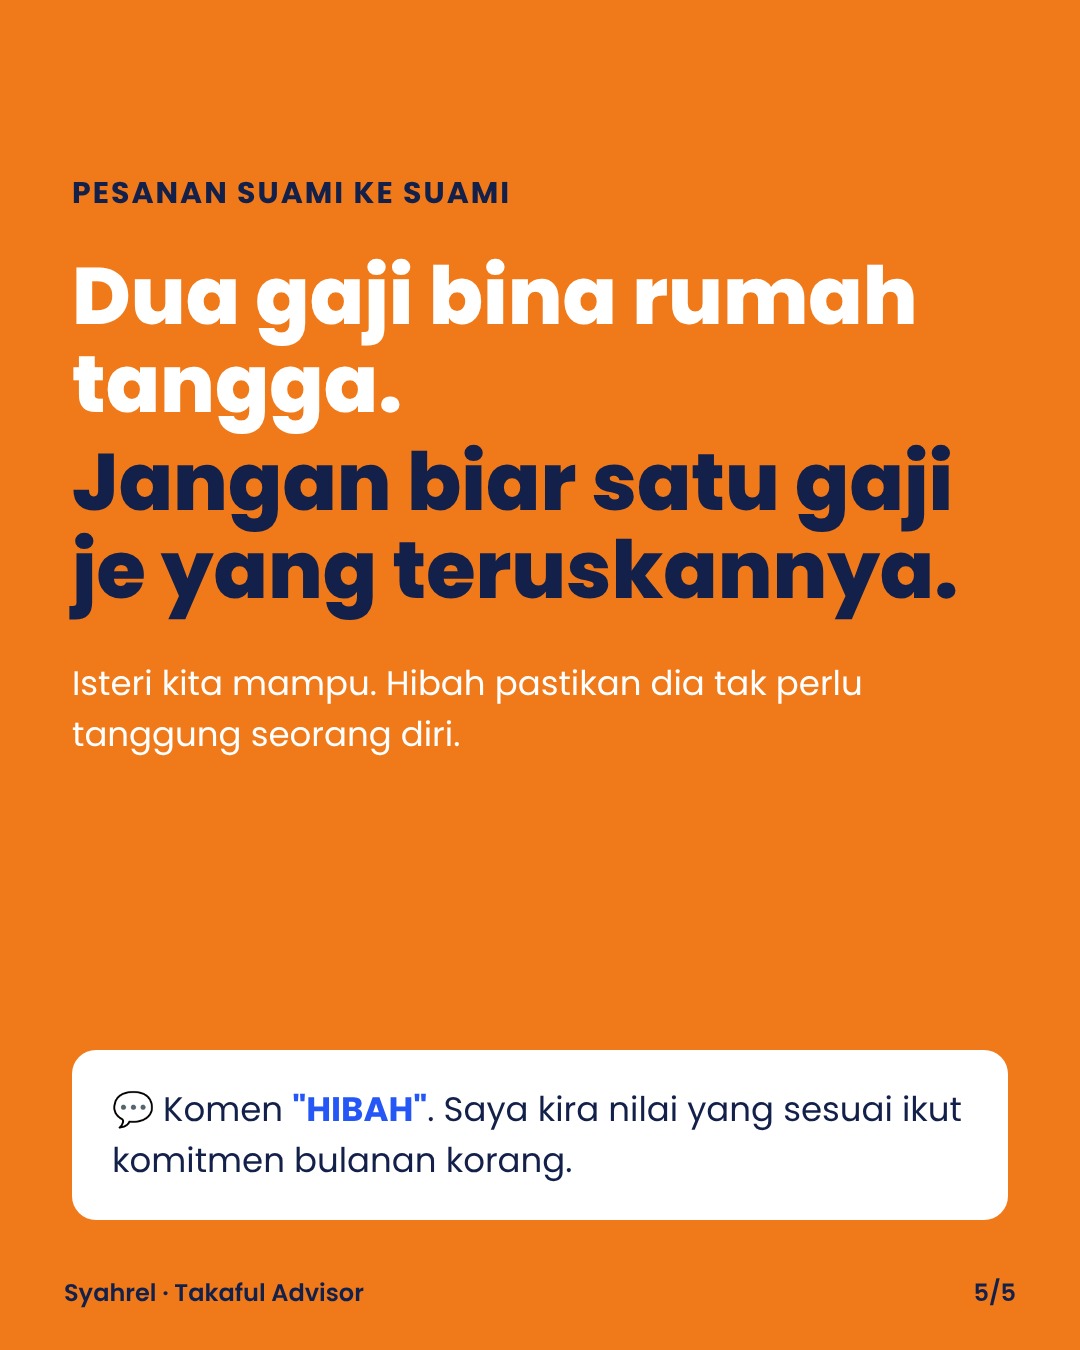 PESANAN SUAMI KE SUAMI
Dua gaji bina rumah
tangga.
Jangan biar satu gaji
je yang teruskannya.
Isteri kita mampu. Hibah pastikan dia tak perlu
tanggung seorang diri.
💬 Komen "HIBAH". Saya kira nilai yang sesuai ikut
komitmen bulanan korang.
Syahrel · Takaful Advisor
5/5